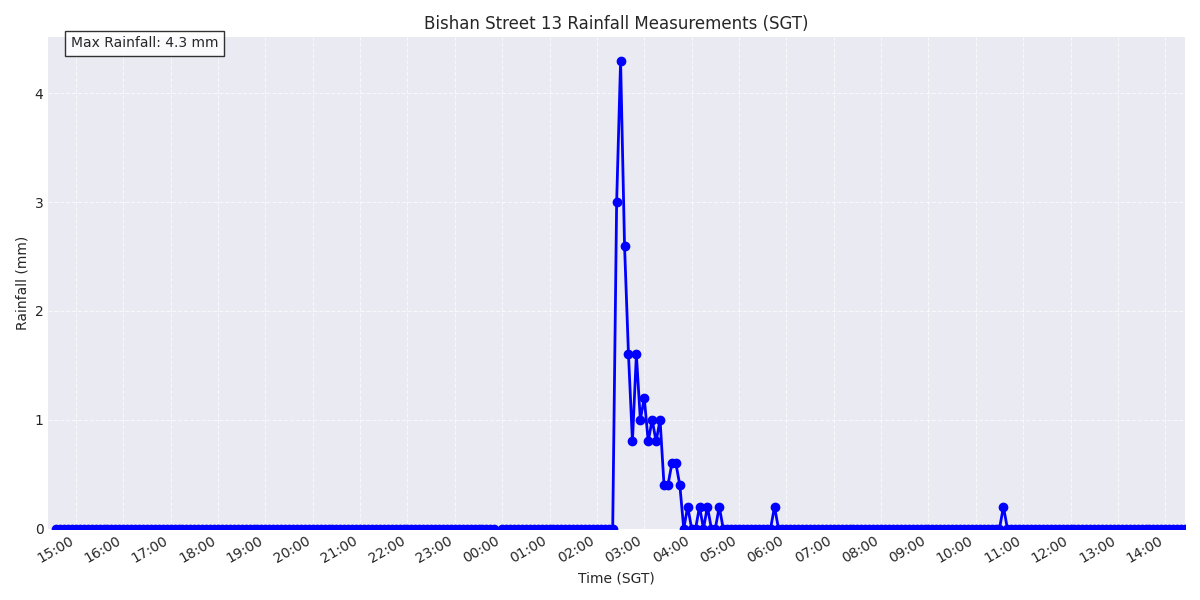 Bishan Street 13 Rainfall Measurements (SGT)
Max Rainfall: 4.3 mm
Rainfall (mm)
4
3
2
1
0
15:00 16:00 17:00 18:00 19:00 20:00 21:00 22:00 23:00 00:00 01:00 02:00 03:00 04:00 05:00 06:00 07:00 08:00 09:00 10:00 11:00 12:00 13:00 14:00
Time (SGT)